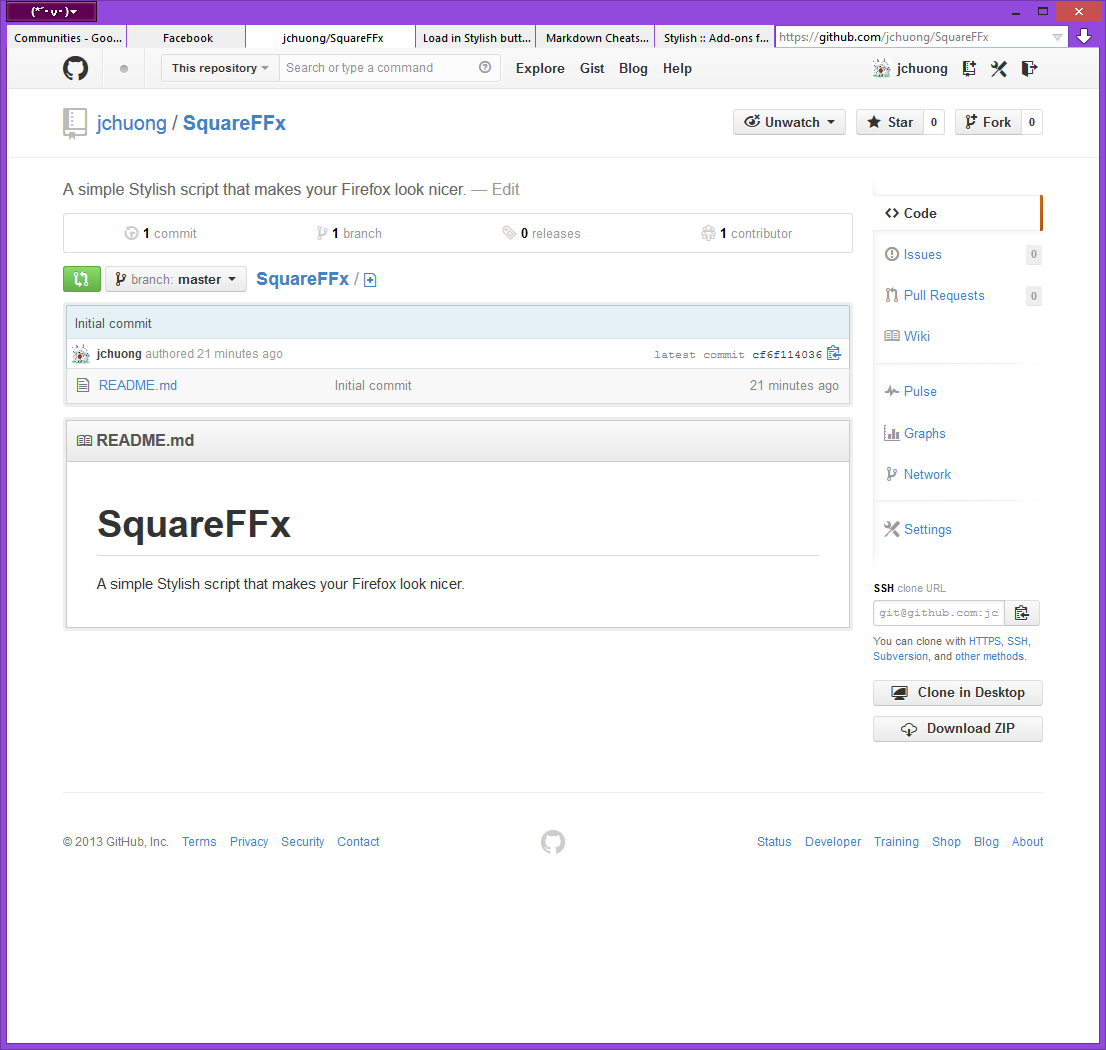 (*˘-υ-)
Communities - Goo...
Facebook
jchuong/SquareFFx
Load in Stylish butt...
Markdown Cheats...
Stylish :: Add-ons f...
https://github.com/jchuong/SquareFFx
This repository
Search or type a command
Explore
Gist
Blog
Help
jchuong
jchuong / SquareFFx
Unwatch
Star
0
Fork
0
A simple Stylish script that makes your Firefox look nicer. — Edit
1 commit
1 branch
0 releases
1 contributor
branch: master
SquareFFx /
Initial commit
jchuong authored 21 minutes ago
latest commit cf6f114036
README.md
Initial commit
21 minutes ago
README.md
SquareFFx
A simple Stylish script that makes your Firefox look nicer.
Code
Issues
0
Pull Requests
0
Wiki
Pulse
Graphs
Network
Settings
SSH clone URL
git@github.com:jc
You can clone with HTTPS, SSH,
Subversion, and other methods.
Clone in Desktop
Download ZIP
© 2013 GitHub, Inc.
Terms
Privacy
Security
Contact
Status
Developer
Training
Shop
Blog
About